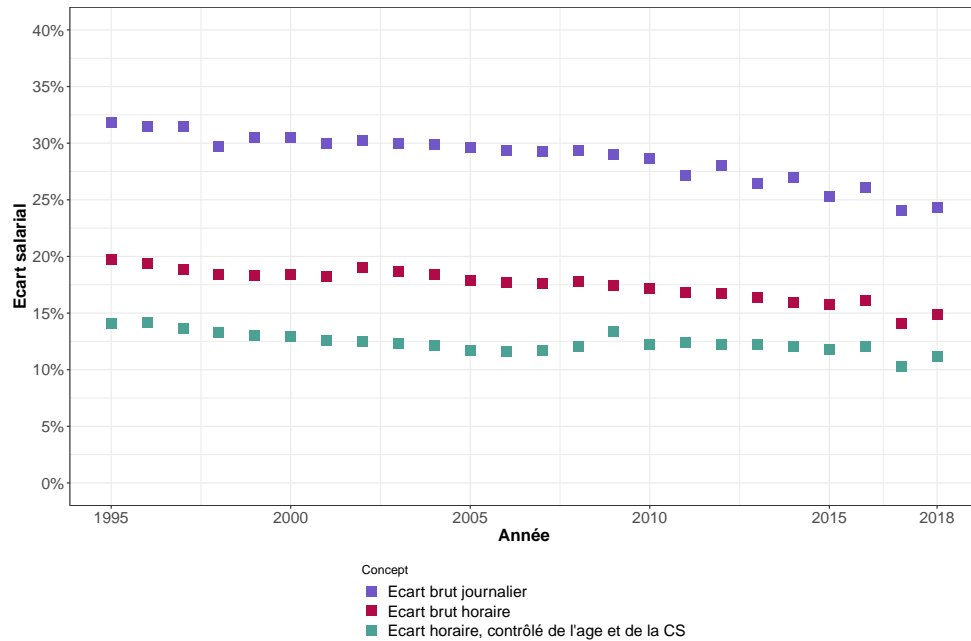 40%
35%
30%
25%
20%
15%
10%
5%
0%
Ecart salarial
1995 2000 2005 2010 2015 2018
Année
Concept
Ecart brut journalier
Ecart brut horaire
Ecart horaire, contrôlé de l'age et de la CS